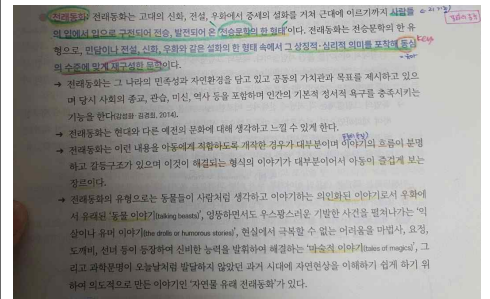 전래동화: 전래동화는 고대의 신화, 전설, 우화에서 중세의 설화를 거쳐 근대에 이르기까지 사람들
의 입에서 입으로 구전되어 전승, 발전되어 온 '전승문학의 한 형태'이다. 전래동화는 전승문학의 한 유
형으로, 민담이나 전설, 신화, 우화와 같은 설화의 한 형태 속에서 그 상징적·심리적 의미를 포착해 동심
의 수준에 맞게 재구성한 문학이다.
→ 전래동화는 그 나라의 민족성과 자연환경을 담고 있고 공동의 가치관과 목표를 제시하고 있으
며 당시 사회의 종교, 관습, 미신, 역사 등을 포함하며 인간의 기본적 정서적 욕구를 충족시키는
기능을 한다(강성화·김경회, 2014).
→ 전래동화는 현대와 다른 예전의 문화에 대해 생각하고 느낄 수 있게 한다.
→ 전래동화는 이런 내용을 아동에게 적합하도록 개작한 경우가 대부분이며 이야기의 흐름이 분명
하고 갈등구조가 있으며 이것이 해결되는 형식의 이야기가 대부분이어서 아동이 즐겁게 보는
장르이다.
→ 전래동화의 유형으로는 동물들이 사람처럼 생각하고 이야기하는 의인화된 이야기로서 우화에
서 유래된 '동물 이야기(talking beasts)', 엉뚱하면서도 우스꽝스러운 기발한 사건을 펼쳐나가는 '익
살이나 유머 이야기(the drolls or humorous stories)', 현실에서 극복할 수 없는 어려움을 마법사, 요정,
도깨비, 선녀 등이 등장하여 신비한 능력을 발휘하여 해결하는 '마술적 이야기(tales of magics)', 그
리고 과학문명이 오늘날처럼 발달하지 않았던 과거 시대에 자연현상을 이해하기 쉽게 하기 위
하여 의도적으로 만든 이야기인 '자연물 유래 전래동화'가 있다.